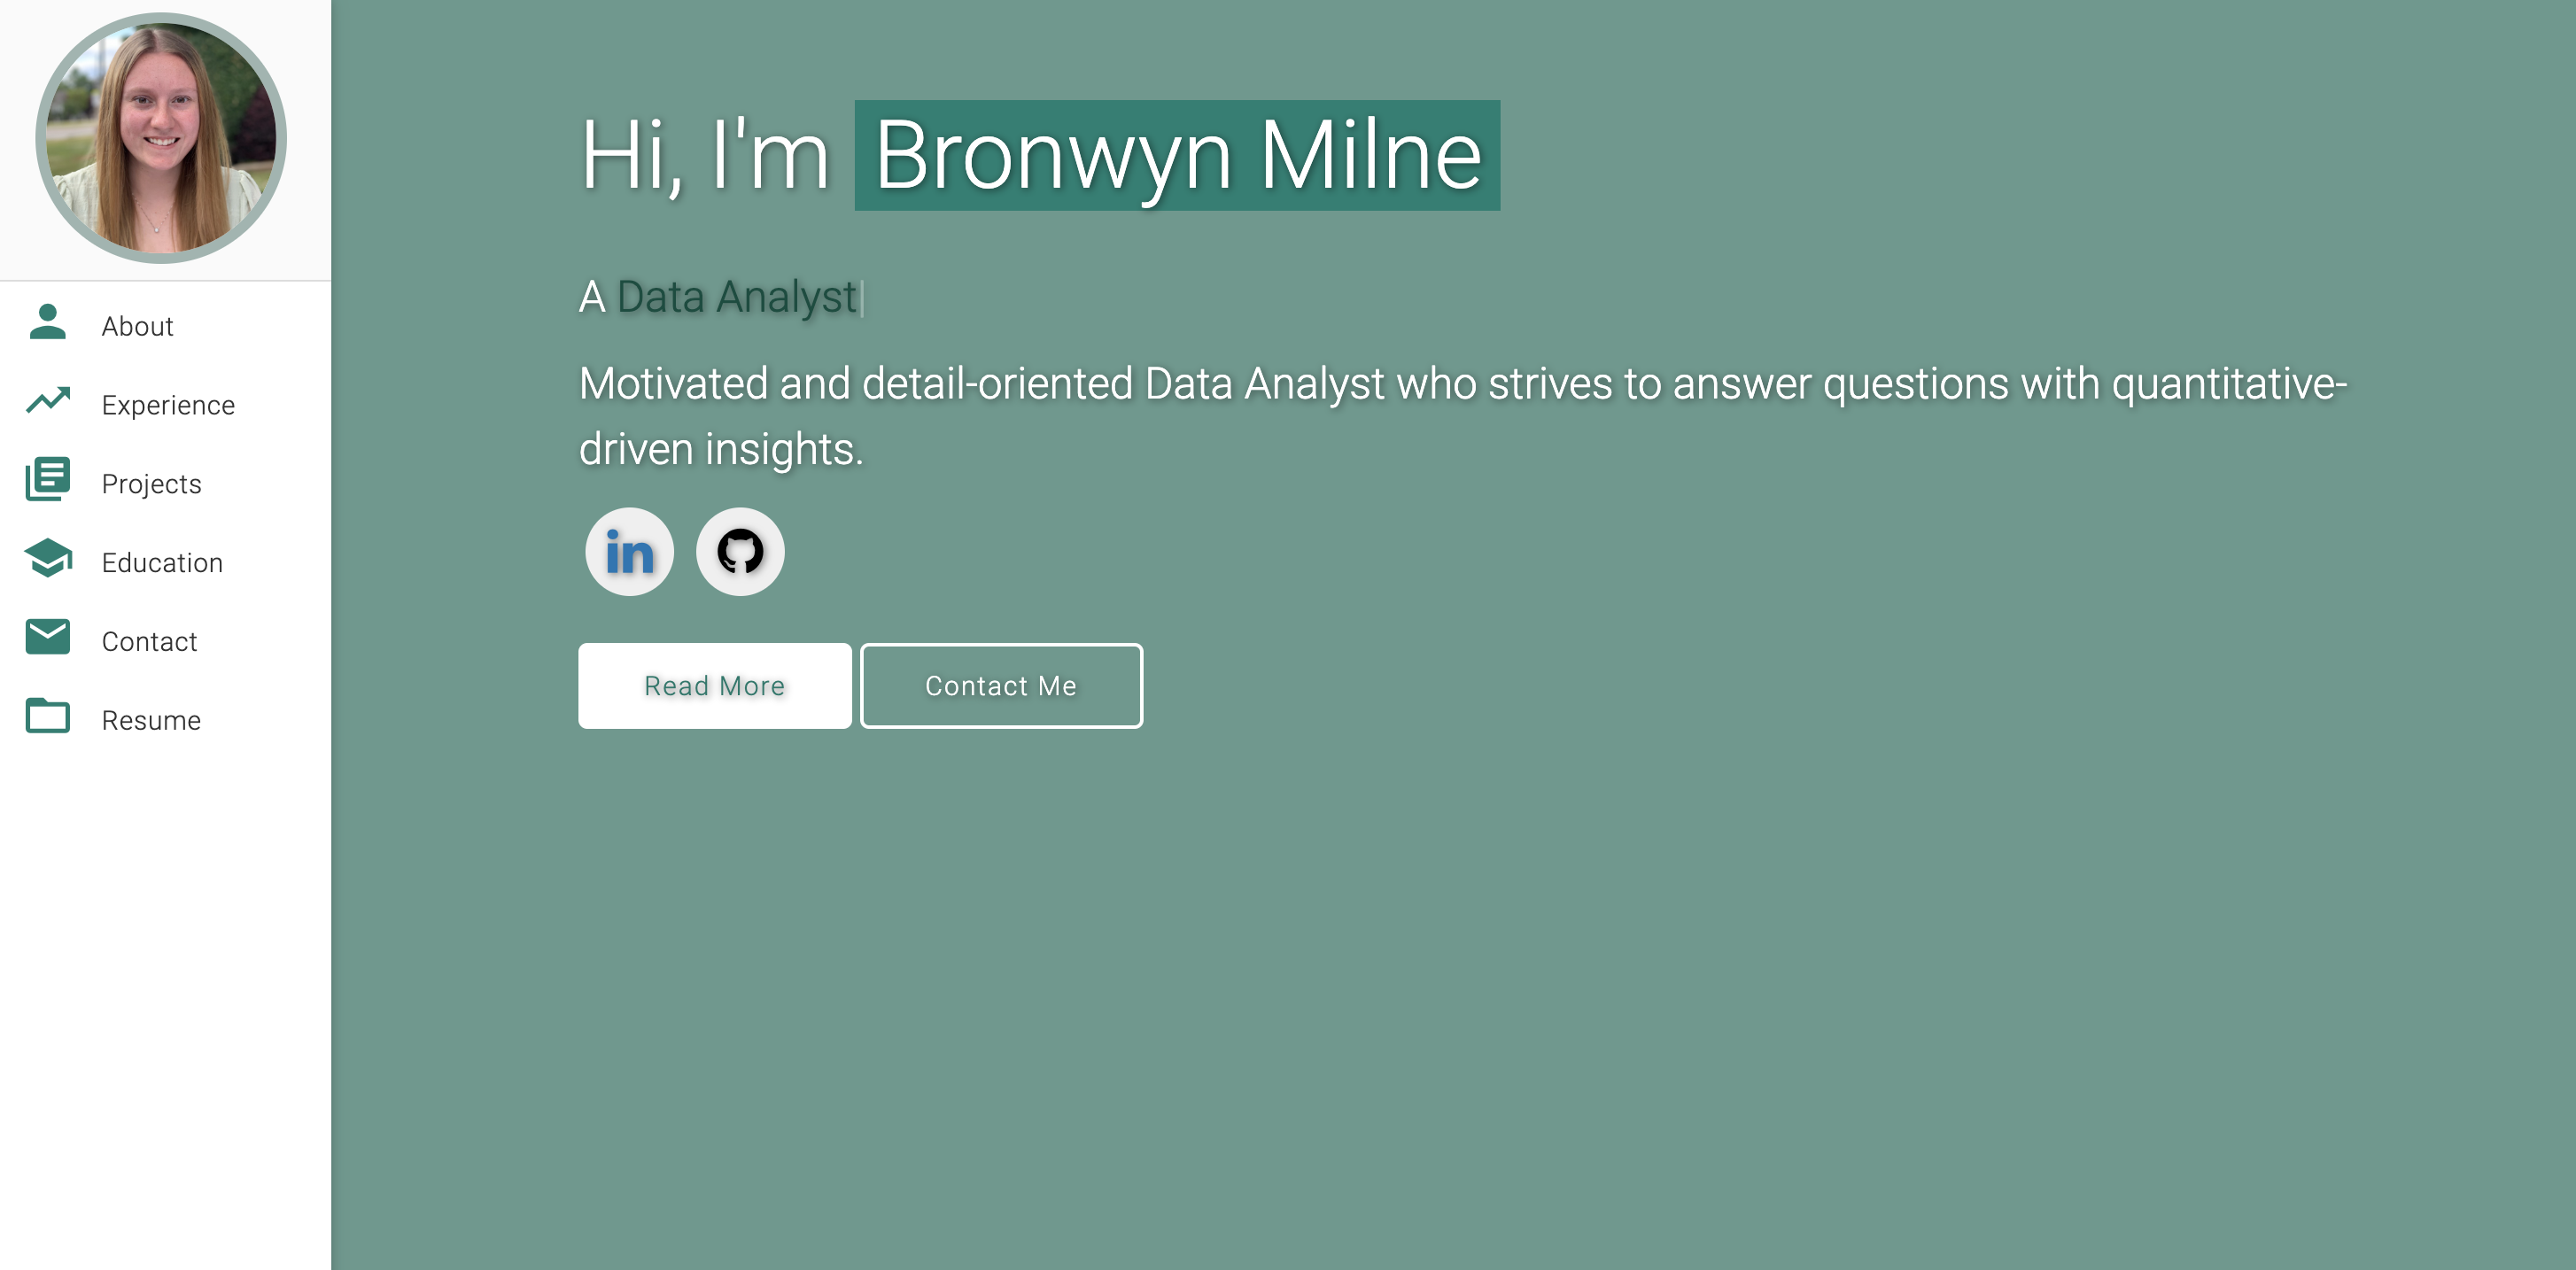 About
Experience
Projects
Education
Contact
Resume
Hi, I'm Bronwyn Milne
A Data Analyst|
Motivated and detail-oriented Data Analyst who strives to answer questions with quantitative-
driven insights.
in
Read More
Contact Me